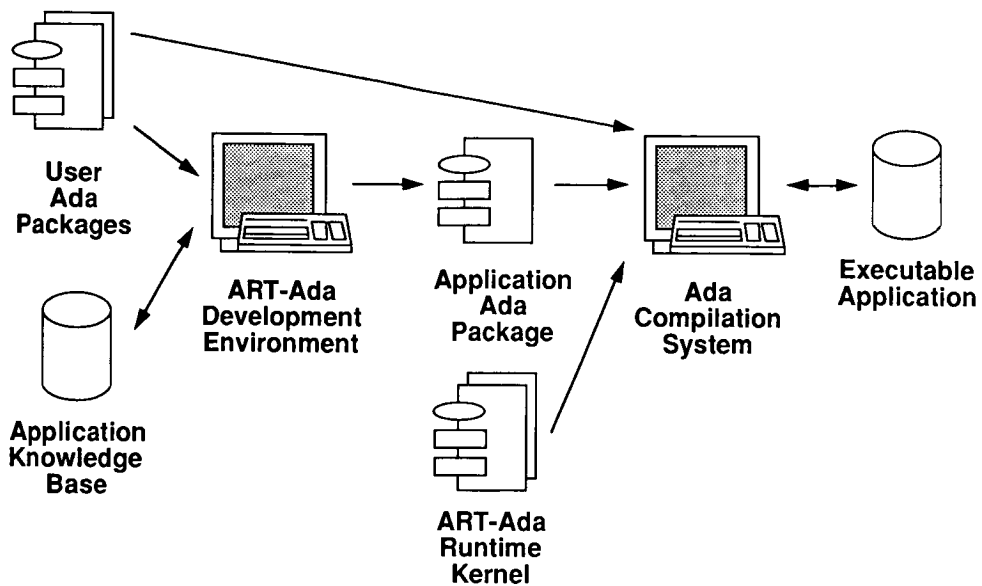 User
Ada
Packages
ART-Ada
Development
Environment
Application
Ada
Package
Ada
Compilation
System
Executable
Application
Application
Knowledge
Base
ART-Ada
Runtime
Kernel